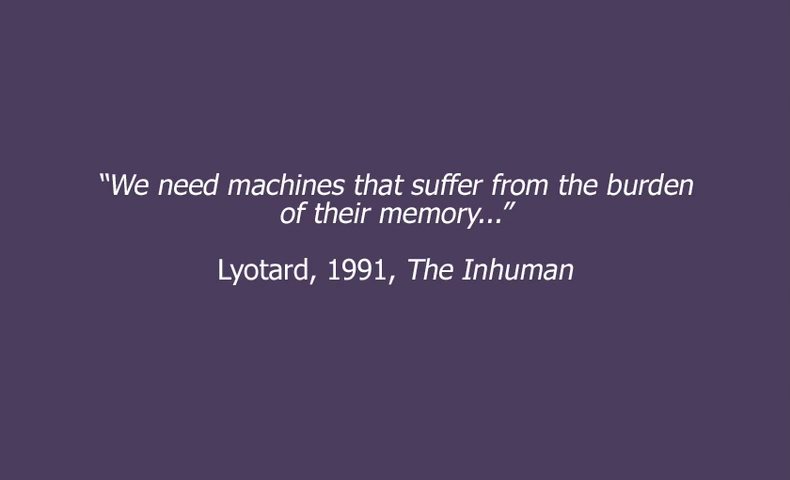 “We need machines that suffer from the burden
of their memory...”
Lyotard, 1991, The Inhuman